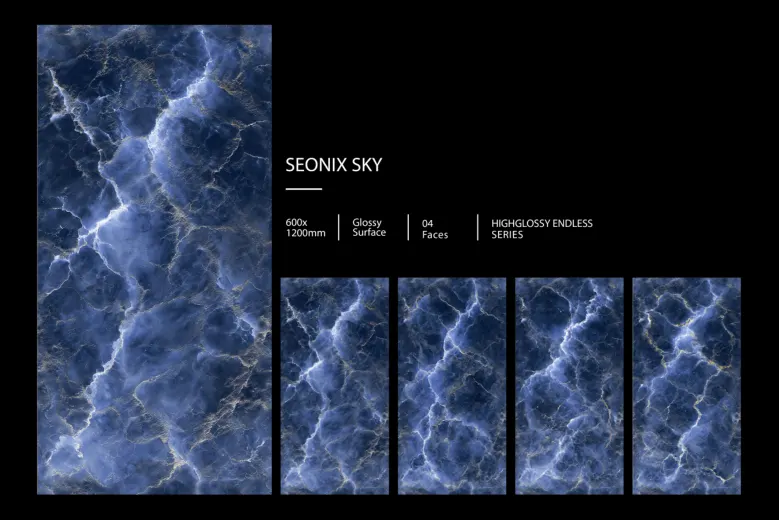 SEONIX SKY
600x
1200mm
Glossy
Surface
04
Faces
HIGHGLOSSY ENDLESS
SERIES